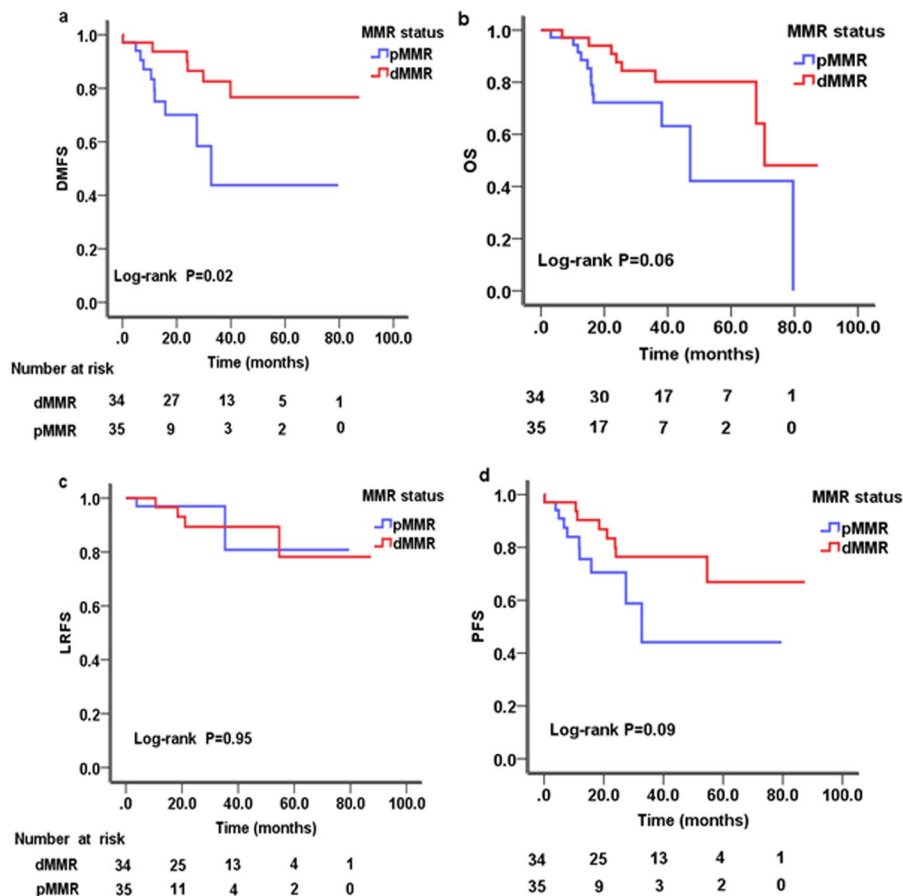 a
MMR status
pMMR
dMMR
1.0
0.8
0.6
0.4
0.2
0.0
DMFS
Log-rank P=0.02
.0 20.0 40.0 60.0 80.0 100.0
Time (months)
Number at risk
dMMR 34 27 13 5 1
pMMR 35 9 3 2 0
b
MMR status
pMMR
dMMR
1.0
0.8
0.6
0.4
0.2
0.0
OS
Log-rank P=0.06
.0 20.0 40.0 60.0 80.0 100.0
Time (months)
34 30 17 7 1
35 17 7 2 0
c
MMR status
pMMR
dMMR
1.0
0.8
0.6
0.4
0.2
0.0
LRFS
Log-rank P=0.95
.0 20.0 40.0 60.0 80.0 100.0
Time (months)
Number at risk
dMMR 34 25 13 4 1
pMMR 35 11 4 2 0
d
MMR status
pMMR
dMMR
1.0
0.8
0.6
0.4
0.2
0.0
PFS
Log-rank P=0.09
.0 20.0 40.0 60.0 80.0 100.0
Time (months)
34 25 13 4 1
35 9 3 2 0